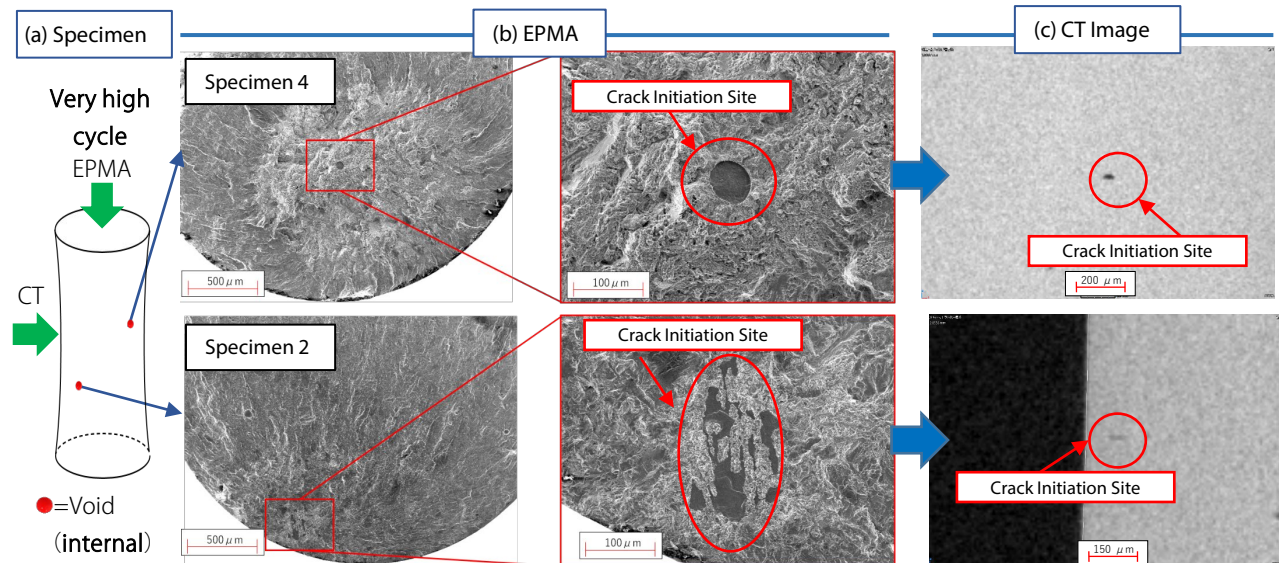 (a) Specimen
(b) EPMA
(c) CT Image
Very high
cycle
EPMA
CT
=Void
(internal)
Specimen 4
500 μm
Crack Initiation Site
100 μm
Crack Initiation Site
200 μm
Specimen 2
500 μm
Crack Initiation Site
100 μm
Crack Initiation Site
150 μm